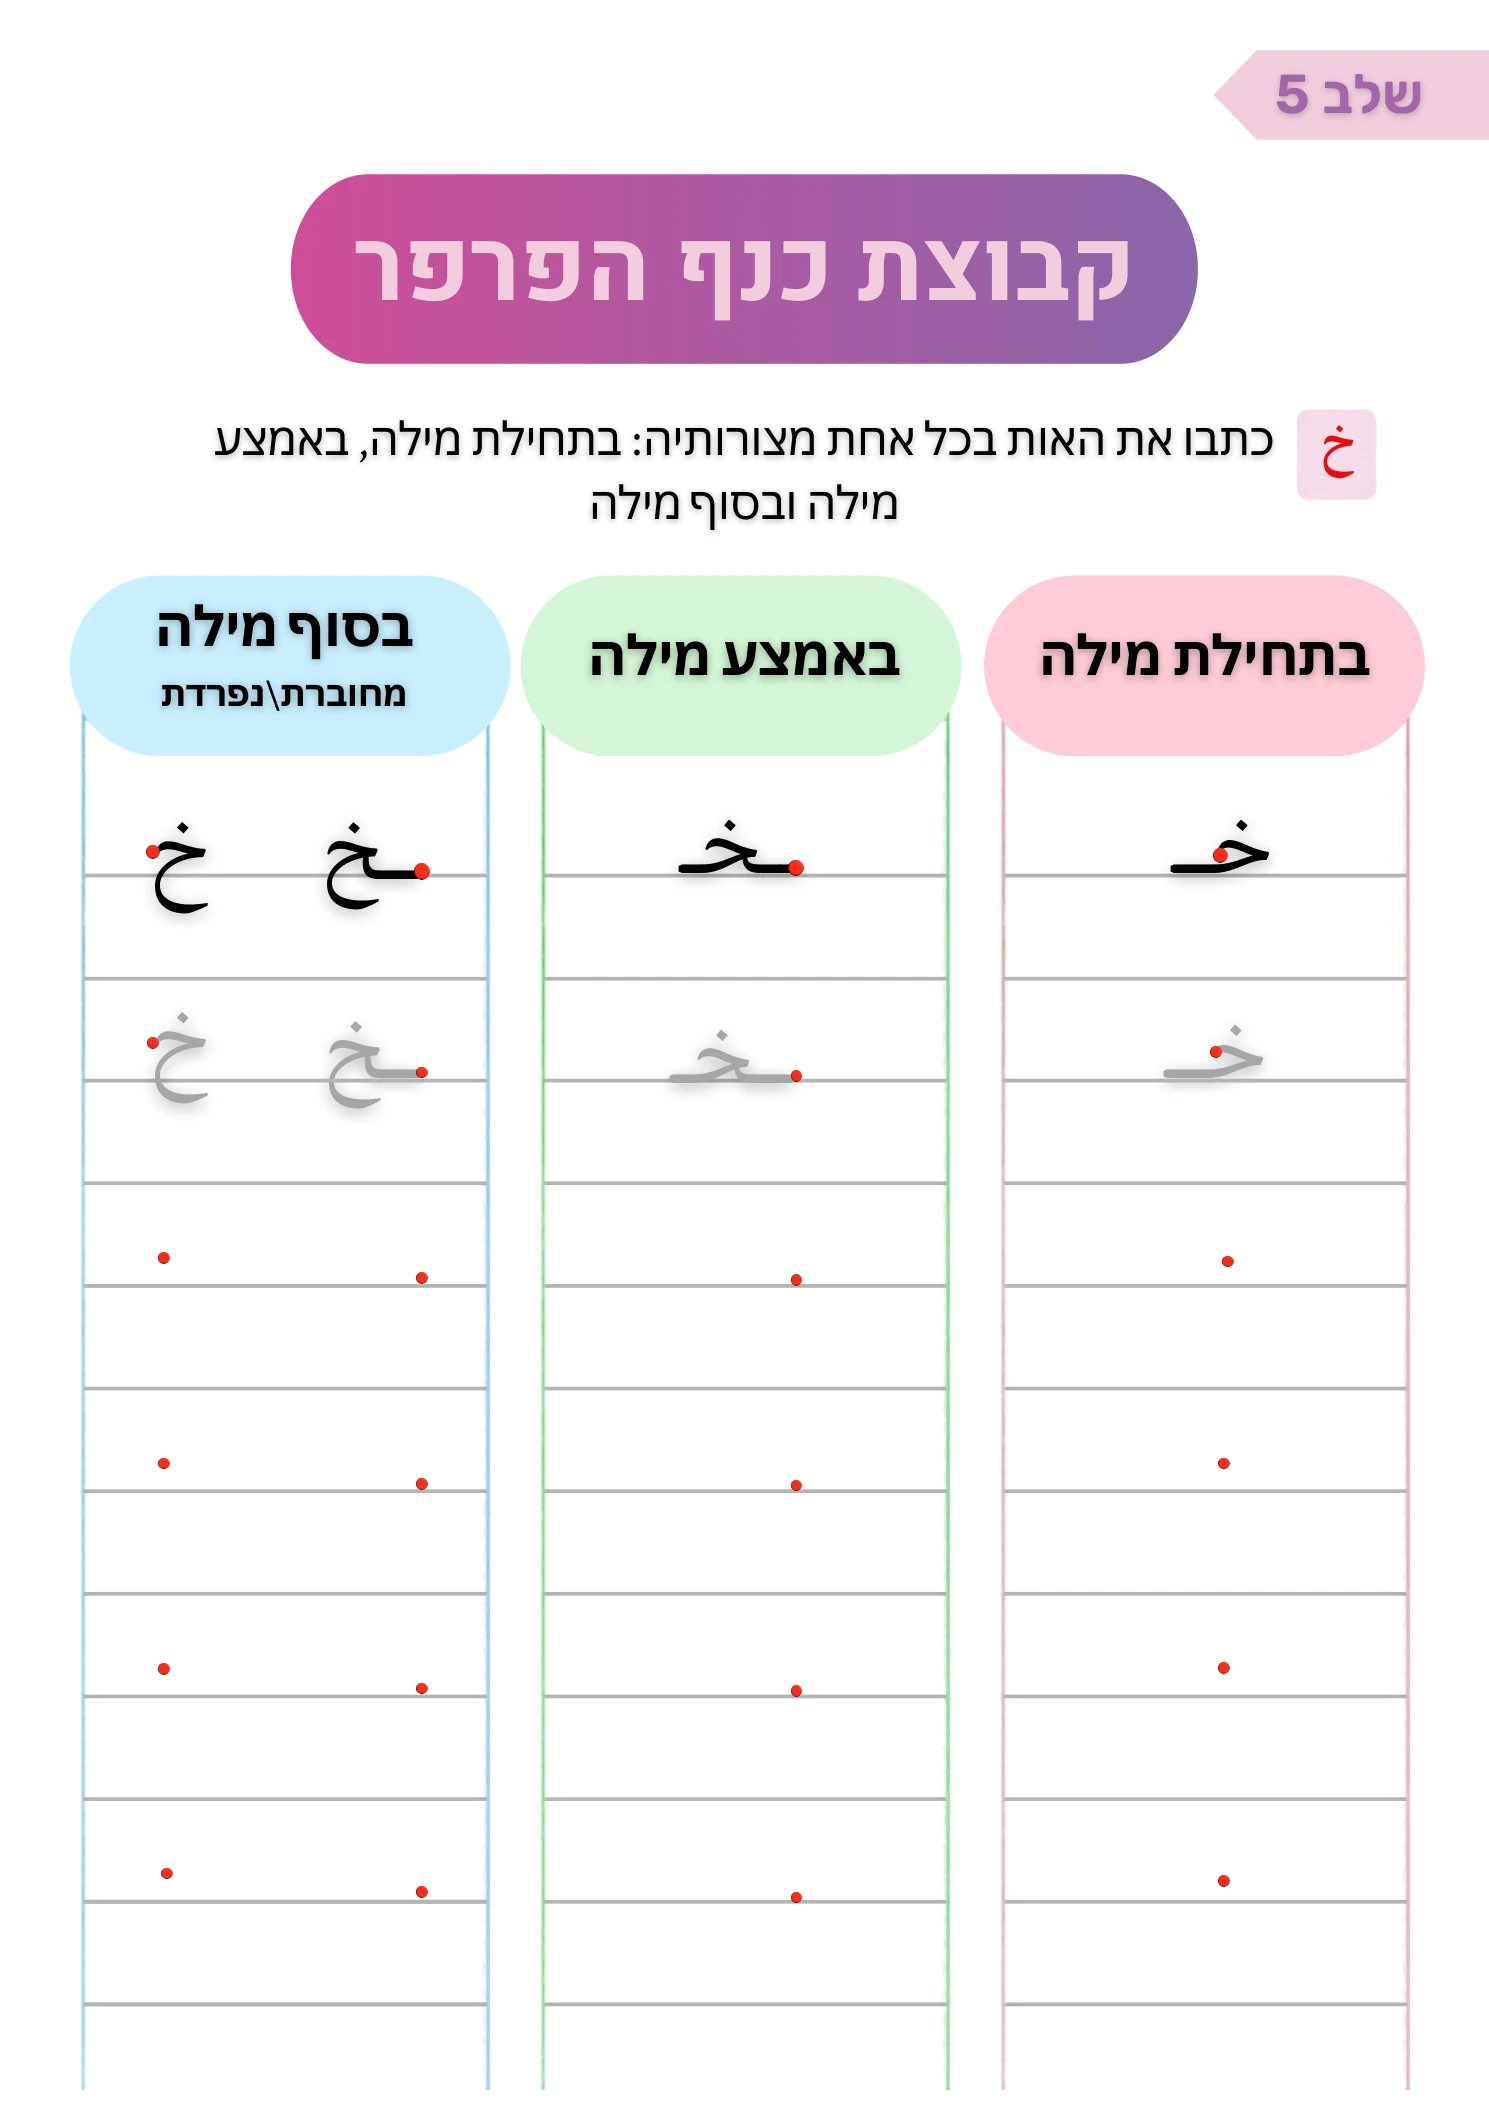 שלב 5
קבוצת כנף הפרפר
خ
כתבו את האות בכל אחת מצורותיה: בתחילת מילה, באמצע
מילה ובסוף מילה
בתחילת מילה
באמצע מילה
בסוף מילה
מחוברת\נפרדת
خـ
ـخـ
ـخ خ
خـ
ـخـ
ـخ خ